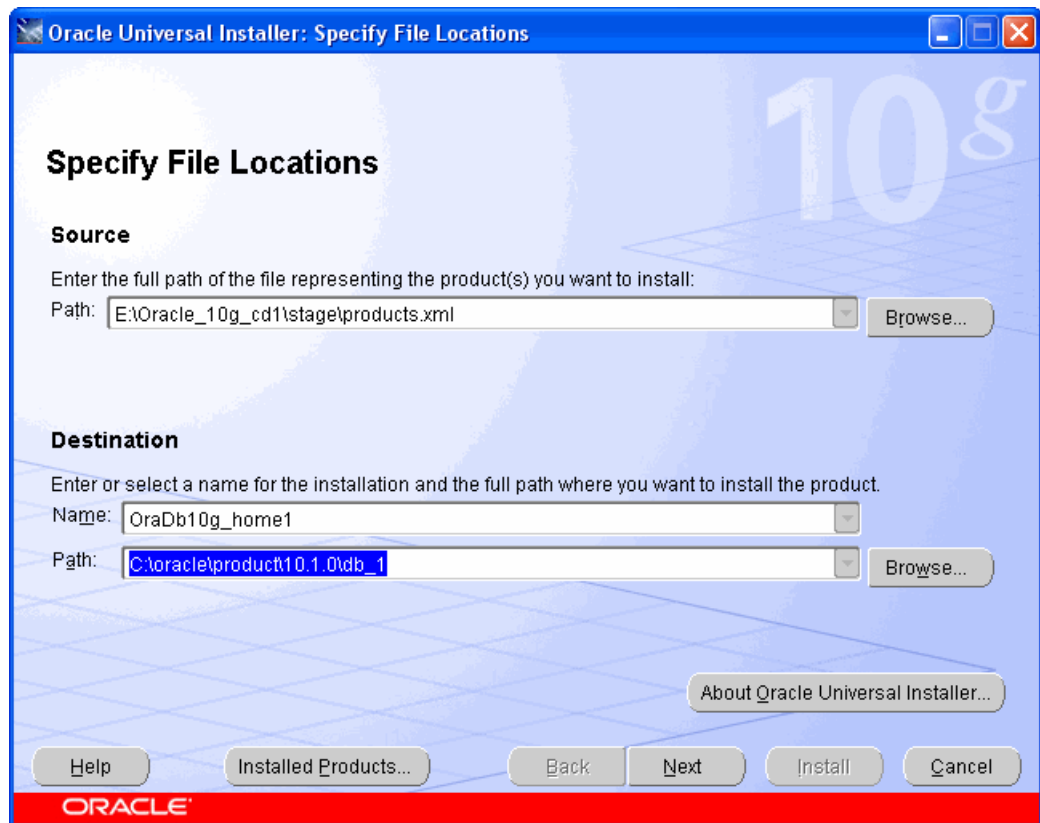 Oracle Universal Installer: Specify File Locations
10g
Specify File Locations
Source
Enter the full path of the file representing the product(s) you want to install:
Path: E:\Oracle_10g_cd1\stage\products.xml Browse...
Destination
Enter or select a name for the installation and the full path where you want to install the product.
Name: OraDb10g_home1
Path: C:\oracle\product\10.1.0\db_1 Browse...
About Oracle Universal Installer...
Help Installed Products... Back Next Install Cancel
ORACLE